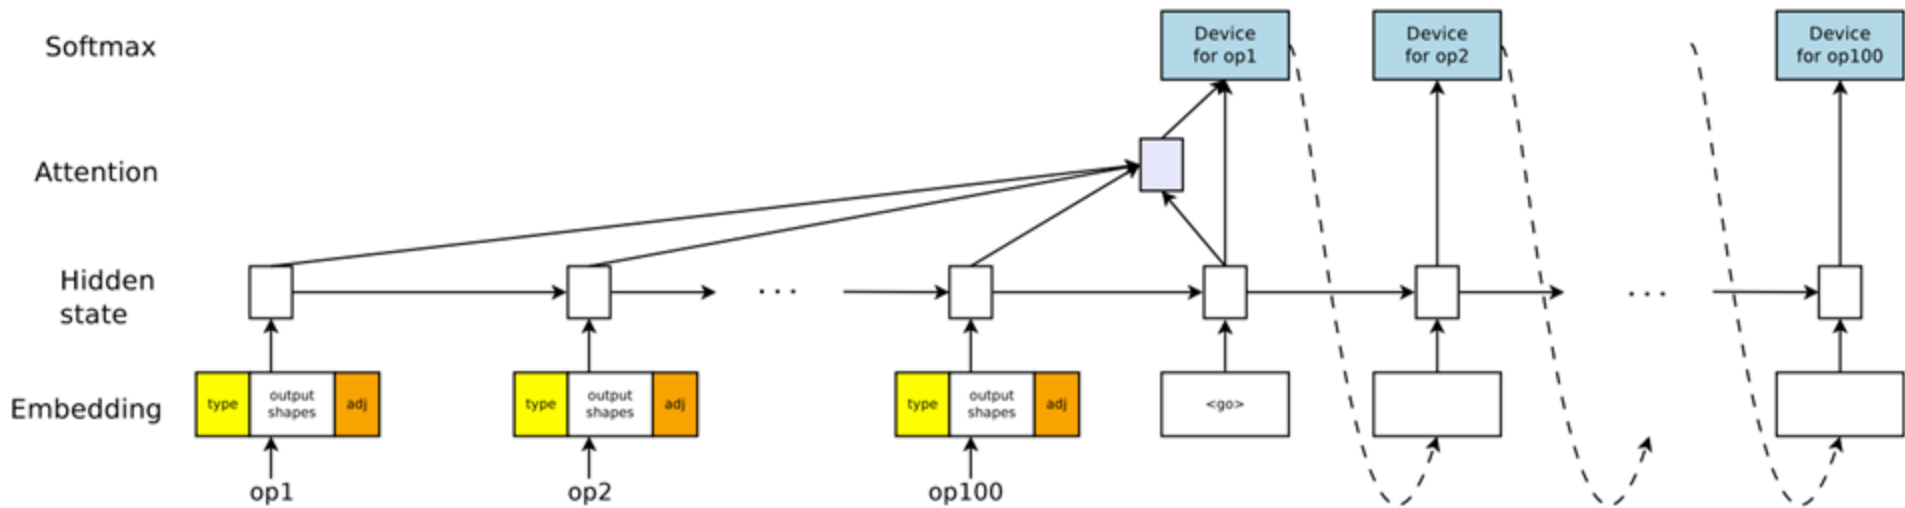 Softmax
Device
for op1
Device
for op2
Device
for op100
Attention
Hidden
state
...
...
Embedding
type
output
shapes
adj
type
output
shapes
adj
type
output
shapes
adj
<go>
op1
op2
op100